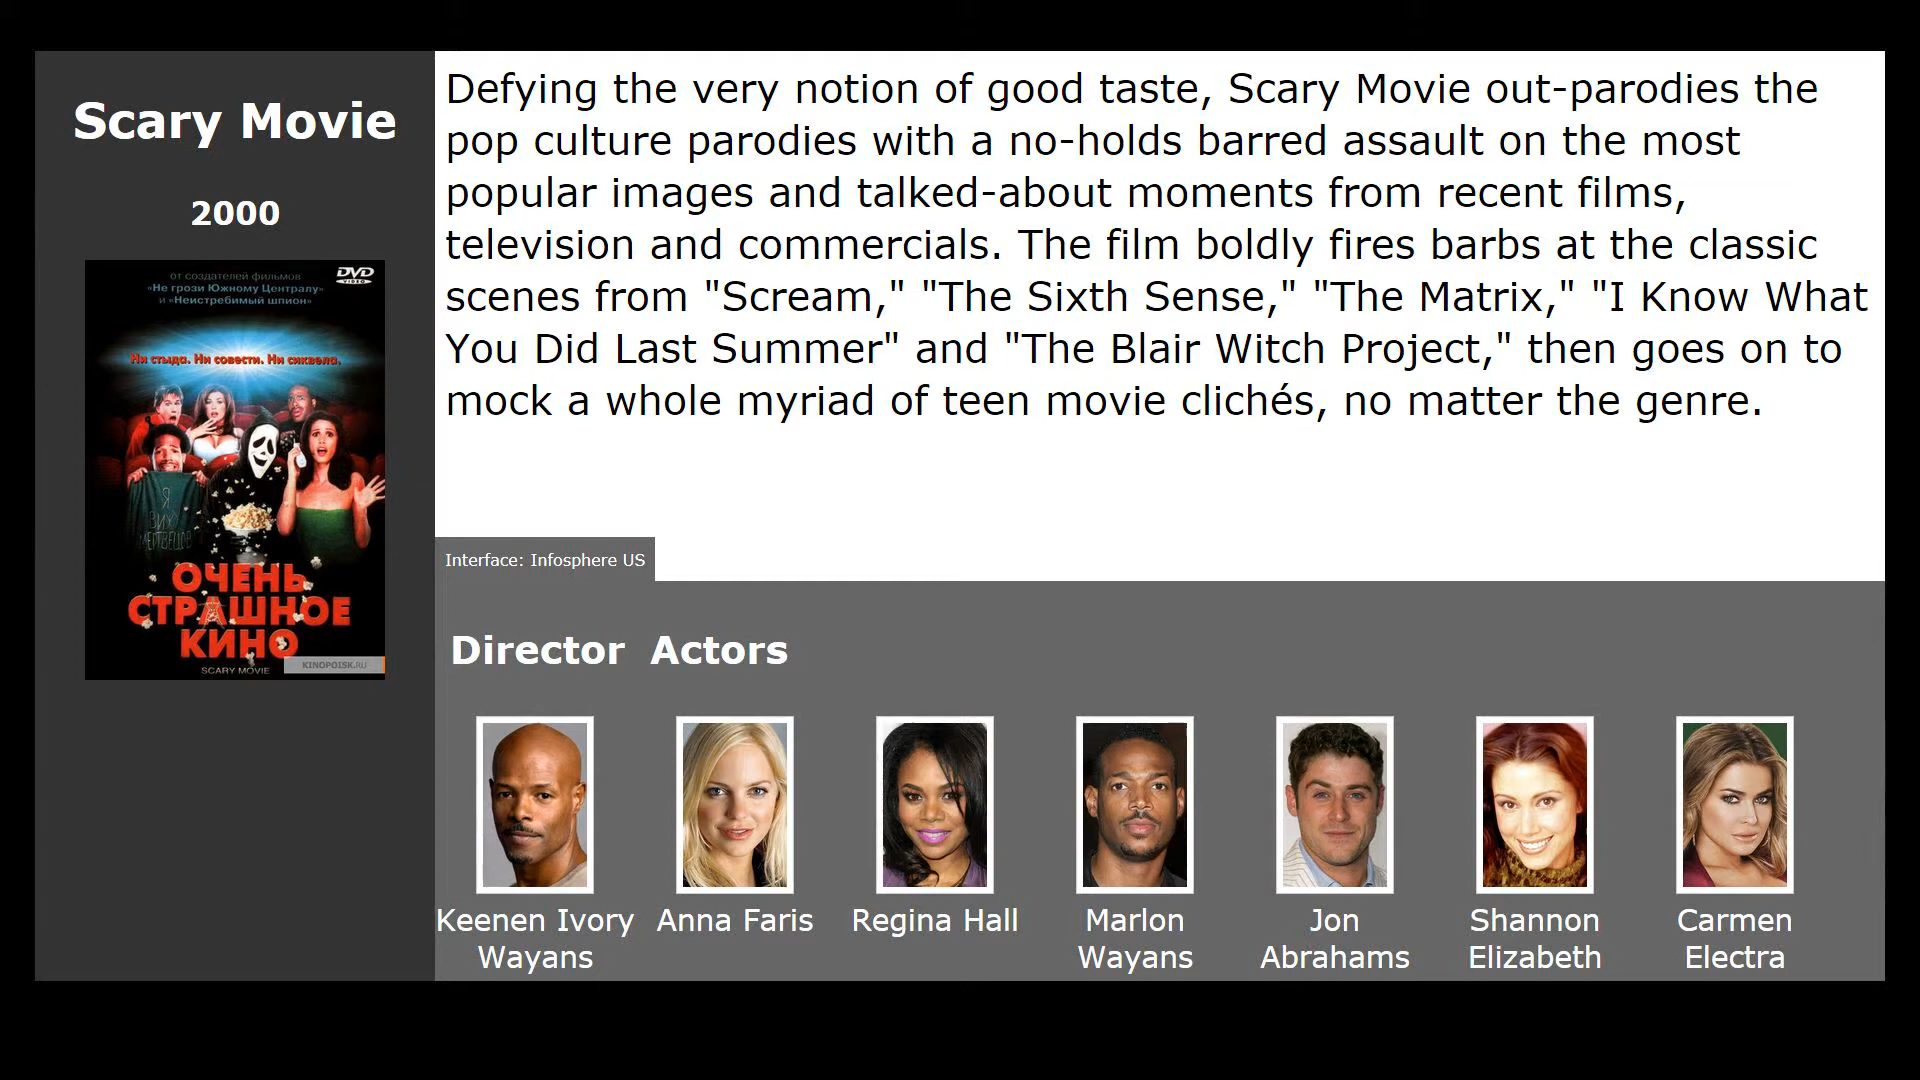 Scary Movie
2000
от создателей фильмов
«Не грози Южному Централу»
и «Неистребимый шпион»
DVD
VIDEO
Ни стыда. Ни совести. Ни сиквела.
Я
ВИЖУ
МЕРТВЕЦОВ
ОЧЕНЬ
СТРАШНОЕ
КИНО
SCARY MOVIE
KINOPOISK.RU
Defying the very notion of good taste, Scary Movie out-parodies the
pop culture parodies with a no-holds barred assault on the most
popular images and talked-about moments from recent films,
television and commercials. The film boldly fires barbs at the classic
scenes from "Scream," "The Sixth Sense," "The Matrix," "I Know What
You Did Last Summer" and "The Blair Witch Project," then goes on to
mock a whole myriad of teen movie clichés, no matter the genre.
Interface: Infosphere US
Director Actors
Keenen Ivory
Wayans
Anna Faris
Regina Hall
Marlon
Wayans
Jon
Abrahams
Shannon
Elizabeth
Carmen
Electra